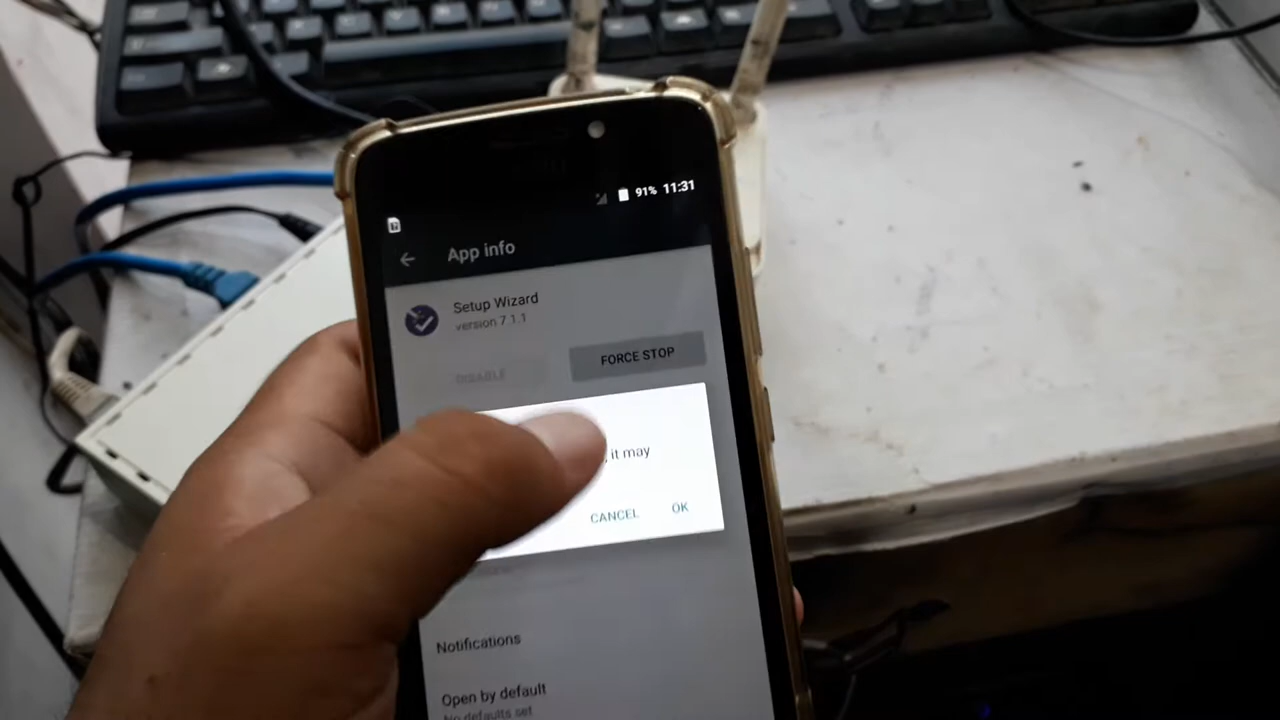 91% 11:31
App info
Setup Wizard
version 7.1.1
DISABLE
FORCE STOP
it may
CANCEL OK
Notifications
Open by default
No defaults set